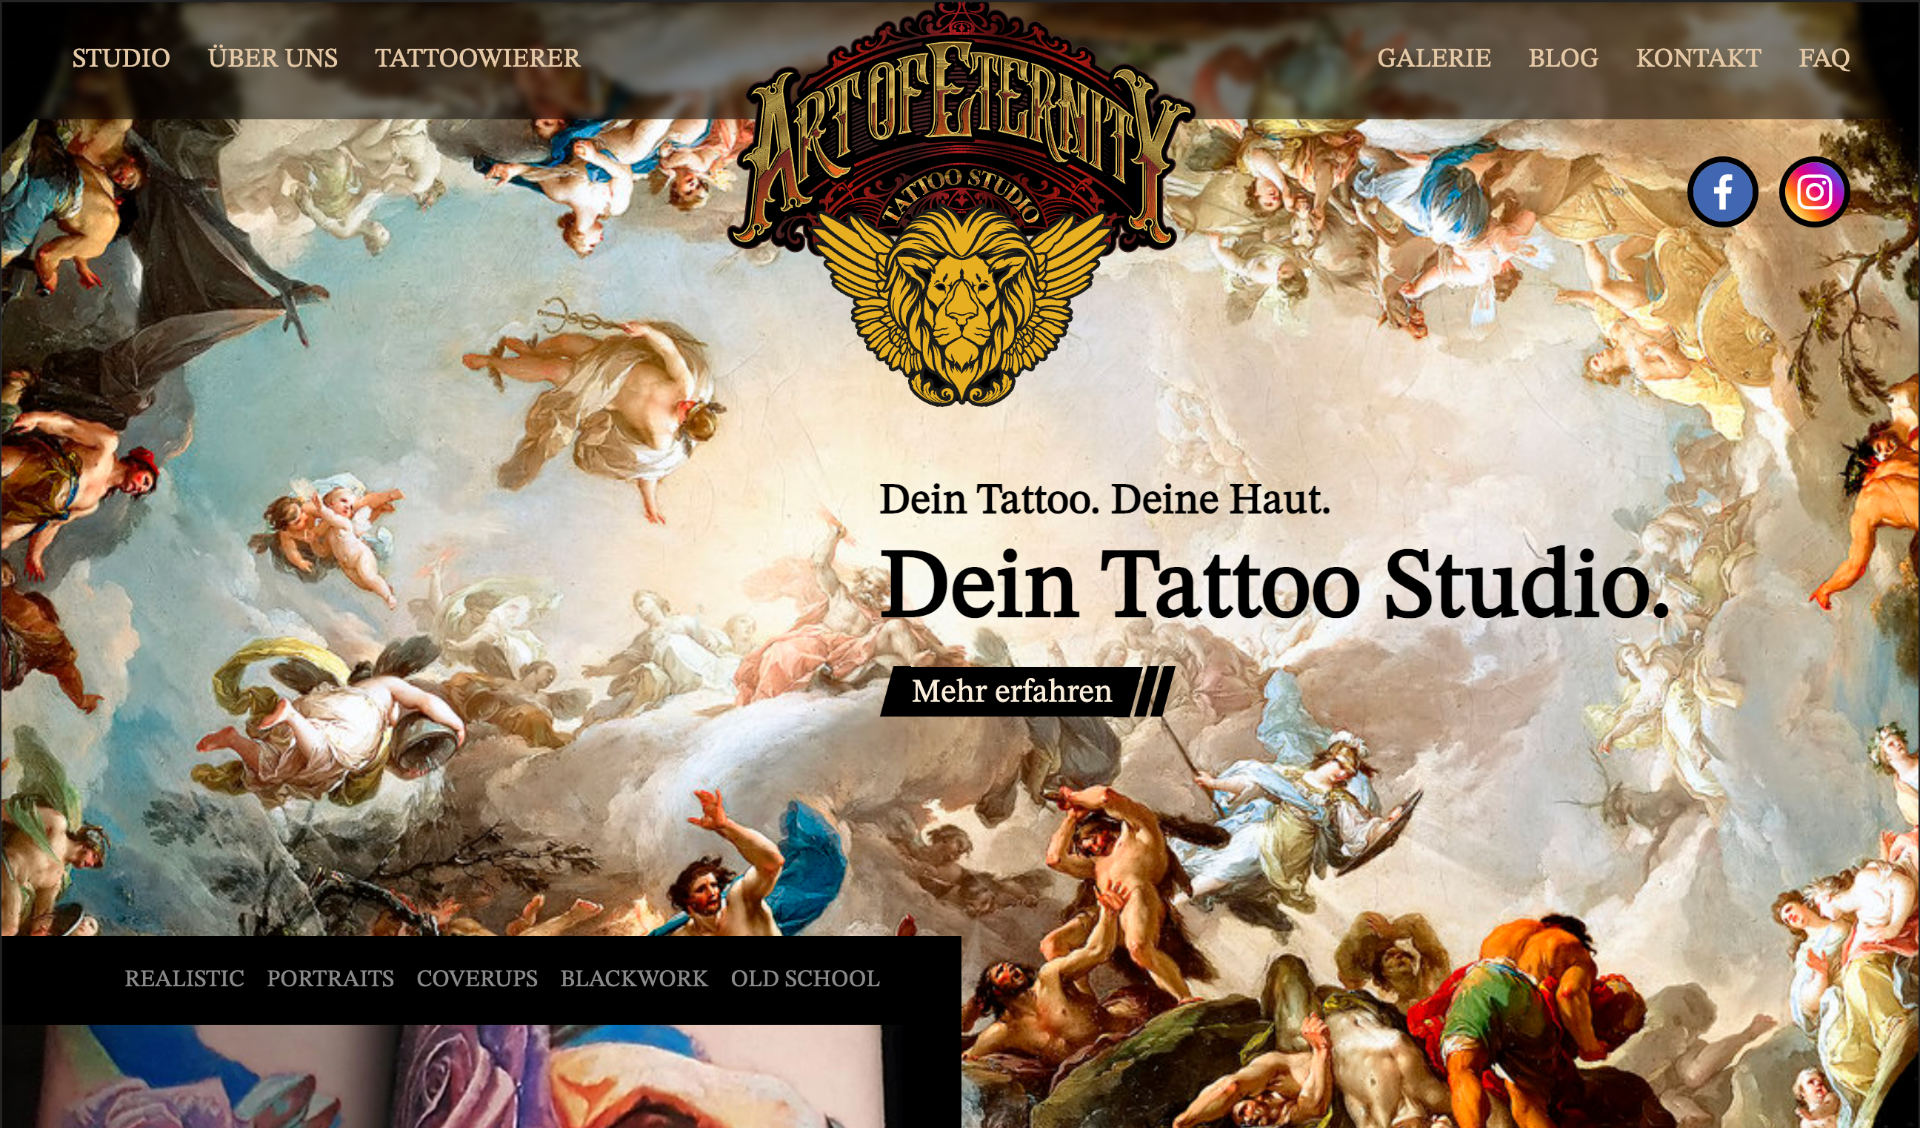 STUDIO ÜBER UNS TATTOOWIERER
GALERIE BLOG KONTAKT FAQ
ART OF ETERNITY
TATTOO STUDIO
Dein Tattoo. Deine Haut.
Dein Tattoo Studio.
Mehr erfahren
REALISTIC PORTRAITS COVERUPS BLACKWORK OLD SCHOOL